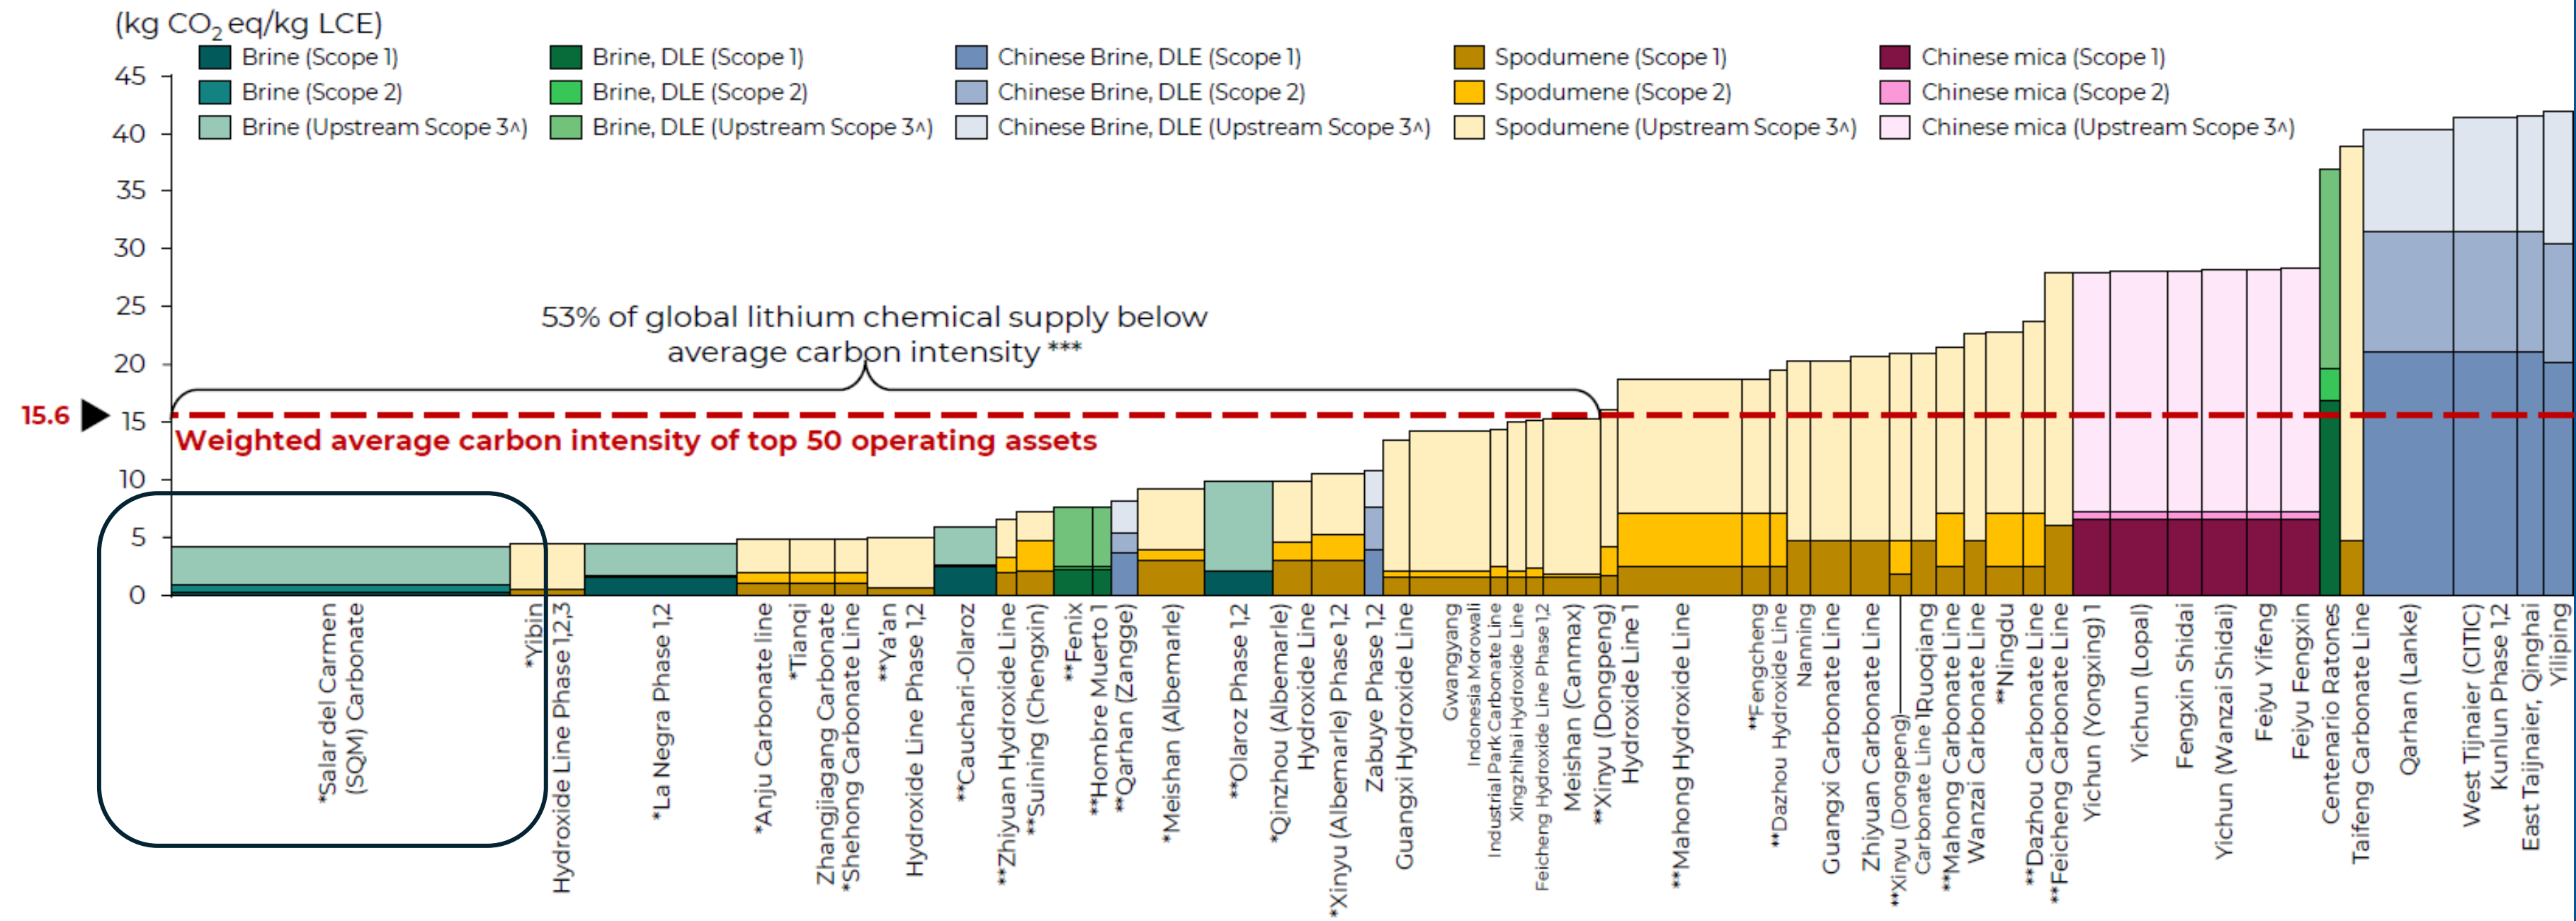 (kg CO₂ eq/kg LCE)
Brine (Scope 1)
Brine (Scope 2)
Brine (Upstream Scope 3^)
Brine, DLE (Scope 1)
Brine, DLE (Scope 2)
Brine, DLE (Upstream Scope 3^)
Chinese Brine, DLE (Scope 1)
Chinese Brine, DLE (Scope 2)
Chinese Brine, DLE (Upstream Scope 3^)
Spodumene (Scope 1)
Spodumene (Scope 2)
Spodumene (Upstream Scope 3^)
Chinese mica (Scope 1)
Chinese mica (Scope 2)
Chinese mica (Upstream Scope 3^)
45
40
35
30
25
20
15
10
5
0
15.6
53% of global lithium chemical supply below
average carbon intensity ***
Weighted average carbon intensity of top 50 operating assets
*Salar del Carmen
(SQM) Carbonate
*Yibin
Hydroxide Line Phase 1,2,3
*La Negra Phase 1,2
*Anju Carbonate line
*Tianqi
Zhangjiagang Carbonate
*Shehong Carbonate Line
**Ya'an
Hydroxide Line Phase 1,2
**Cauchari-Olaroz
**Zhiyuan Hydroxide Line
**Suining (Chengxin)
**Fenix
**Hombre Muerto 1
**Qarhan (Zangge)
*Meishan (Albemarle)
**Olaroz Phase 1,2
*Qinzhou (Albemarle)
Hydroxide Line
*Xinyu (Albemarle) Phase 1,2
Zabuye Phase 1,2
Guangxi Hydroxide Line
Gwangyang
Indonesia Morowali
Industrial Park Carbonate Line
Xingzhihai Hydroxide Line
Feicheng Hydroxide Line Phase 1,2
Meishan (Canmax)
**Xinyu (Dongpeng)
Hydroxide Line 1
**Mahong Hydroxide Line
**Fengcheng
**Dazhou Hydroxide Line
Nanning
Guangxi Carbonate Line
Zhiyuan Carbonate Line
**Xinyu (Dongpeng)
Carbonate Line 1
Ruoqiang
**Mahong Carbonate Line
Wanzai Carbonate Line
**Ningdu
**Dazhou Carbonate Line
**Feicheng Carbonate Line
Yichun (Yongxing) 1
Yichun (Lopal)
Fengxin Shidai
Yichun (Wanzai Shidai)
Feiyu Yifeng
Feiyu Fengxin
Centenario Ratones
Taifeng Carbonate Line
Qarhan (Lanke)
West Tijnaier (CITIC)
Kunlun Phase 1,2
East Taijnaier, Qinghai
Yiliping